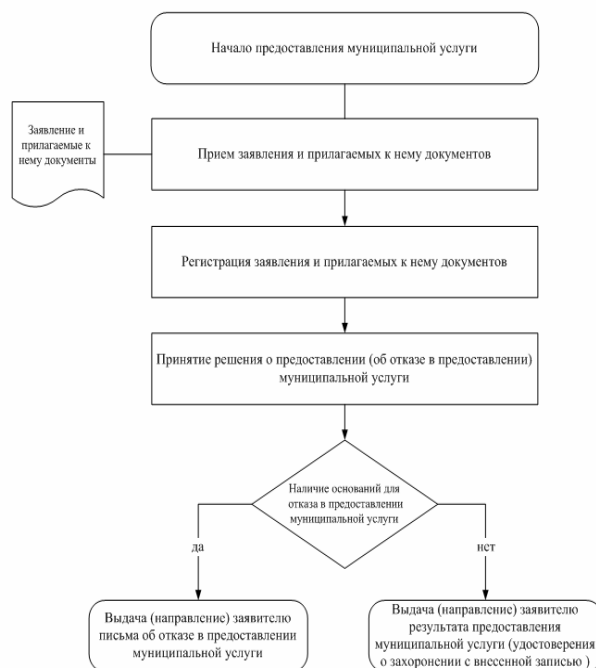 Начало предоставления муниципальной услуги
Заявление и
прилагаемые к
нему документы
Прием заявления и прилагаемых к нему документов
Регистрация заявления и прилагаемых к нему документов
Принятие решения о предоставлении (об отказе в предоставлении)
муниципальной услуги
Наличие оснований для
отказа в предоставлении
муниципальной услуги
да
нет
Выдача (направление) заявителю
письма об отказе в предоставлении
муниципальной услуги
Выдача (направление) заявителю
результата предоставления
муниципальной услуги (удостоверения
о захоронении с внесенной записью )